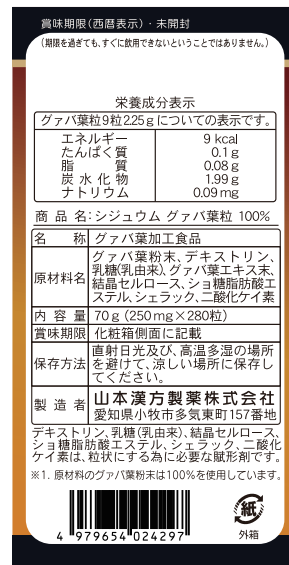 賞味期限(西暦表示)・未開封
(期限を過ぎても、すぐに飲用できないということではありません。)
栄養成分表示
グァバ葉粒9粒2.25gについての表示です。
エネルギー 9 kcal
たんぱく質 0.1g
脂質 0.08g
炭水化物 1.99g
ナトリウム 0.09mg
商品名:シジュウム グァバ葉粒 100%
名称 グァバ葉加工食品
原材料名 グァバ葉粉末、デキストリン、
乳糖(乳由来)、グァバ葉エキス末、
結晶セルロース、ショ糖脂肪酸エ
ステル、シェラック、二酸化ケイ素
内容量 70g(250mg×280粒)
賞味期限 化粧箱側面に記載
保存方法 直射日光及び、高温多湿の場所
を避けて、涼しい場所に保存し
てください。
製造者 山本漢方製薬株式会社
愛知県小牧市多気東町157番地
デキストリン、乳糖(乳由来)、結晶セルロース、
ショ糖脂肪酸エステル、シェラック、二酸化ケ
イ素は、粒状にする為に必要な賦形剤です。
※1. 原材料のグァバ葉粉末は100%を使用しています。
4 979654 024297
紙
外箱